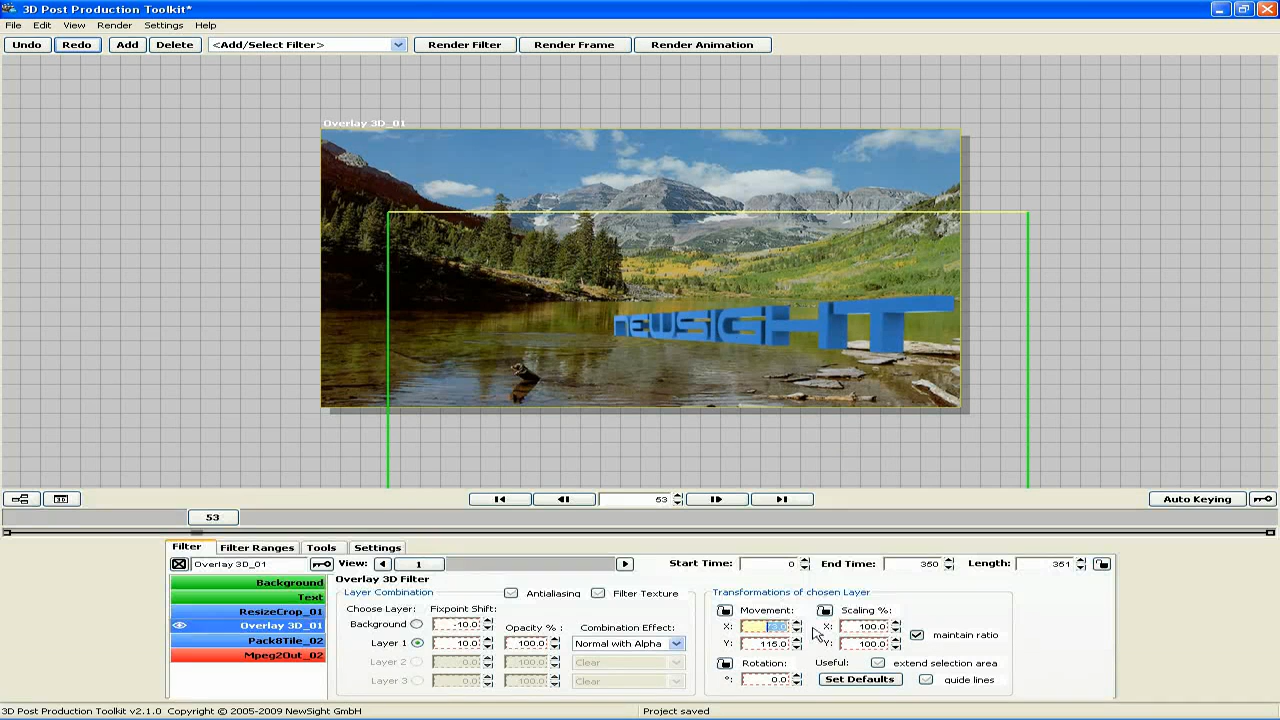 3D Post Production Toolkit*
File Edit View Render Settings Help
Undo Redo Add Delete <Add/Select Filter> Render Filter Render Frame Render Animation
Overlay 3D_01
NEWSIGHT
53
Auto Keying
53
Filter Filter Ranges Tools Settings
Overlay 3D_01 View: 1 Start Time: 0 End Time: 350 Length: 351
Background
Text
ResizeCrop_01
Overlay 3D_01
Pack8Tile_02
Mpeg2Out_02
Overlay 3D Filter
Layer Combination Antialiasing Filter Texture
Choose Layer: Fixpoint Shift: Opacity %: Combination Effect:
Background -10.0
Layer 1 10.0 100.0 Normal with Alpha
Layer 2 0.0 100.0 Clear
Layer 3 0.0 100.0 Clear
Transformations of chosen Layer
Movement: Scaling %:
X: X: 100.0 maintain ratio
Y: 115.0 Y: 100.0
Rotation: Useful: extend selection area
°: 0.0 Set Defaults guide lines
3D Post Production Toolkit v2.1.0 Copyright © 2005-2009 NewSight GmbH Project saved